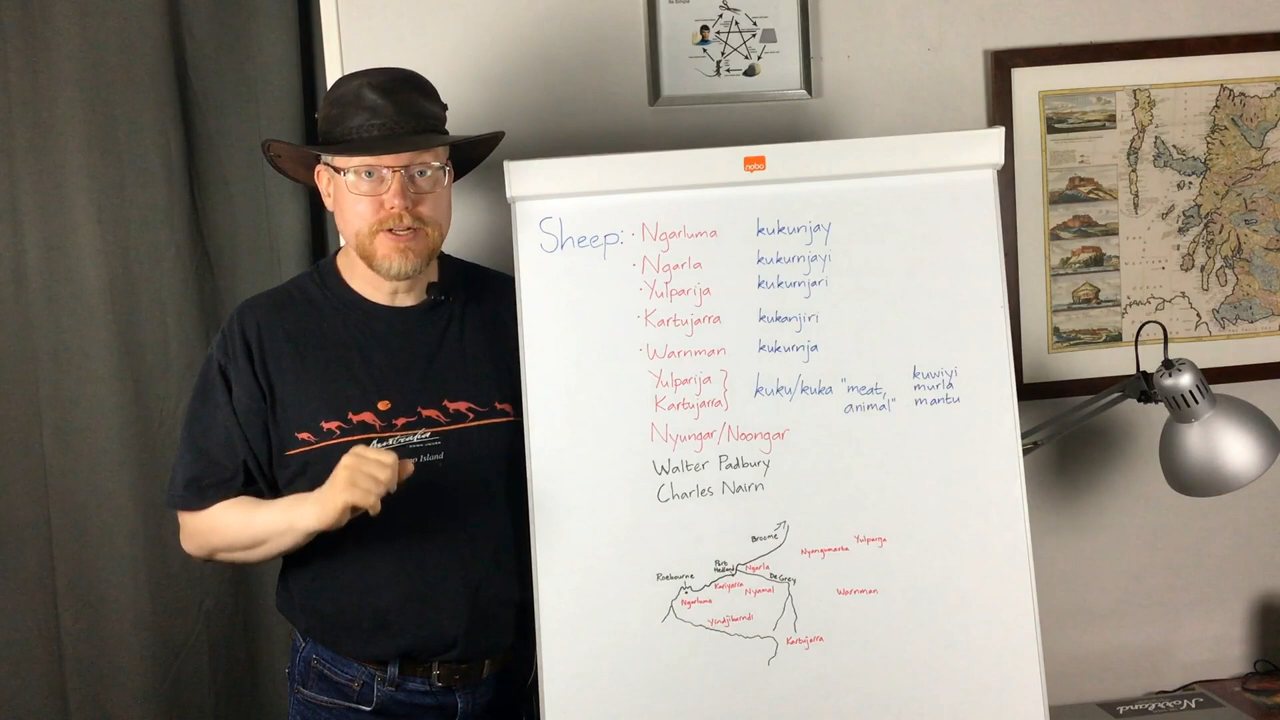 nobo
Sheep: · Ngarluma kukunjay
· Ngarla kukurnjayi
· Yulparija kukurnjari
· Kartujarra kukanjiri
· Warnman kukurnja
Yulparija } kuku/kuka "meat, animal" kuwiyi murla mantu
Kartujarra }
Nyungar/Noongar
Walter Padbury
Charles Nairn
Broome
Nyangumarta Yulparija
Port Hedland Ngarla
Roebourne Kariyarra De Grey
Ngarluma Nyamal Warnman
Yindjibarndi
Kartujarra
Australia
Island